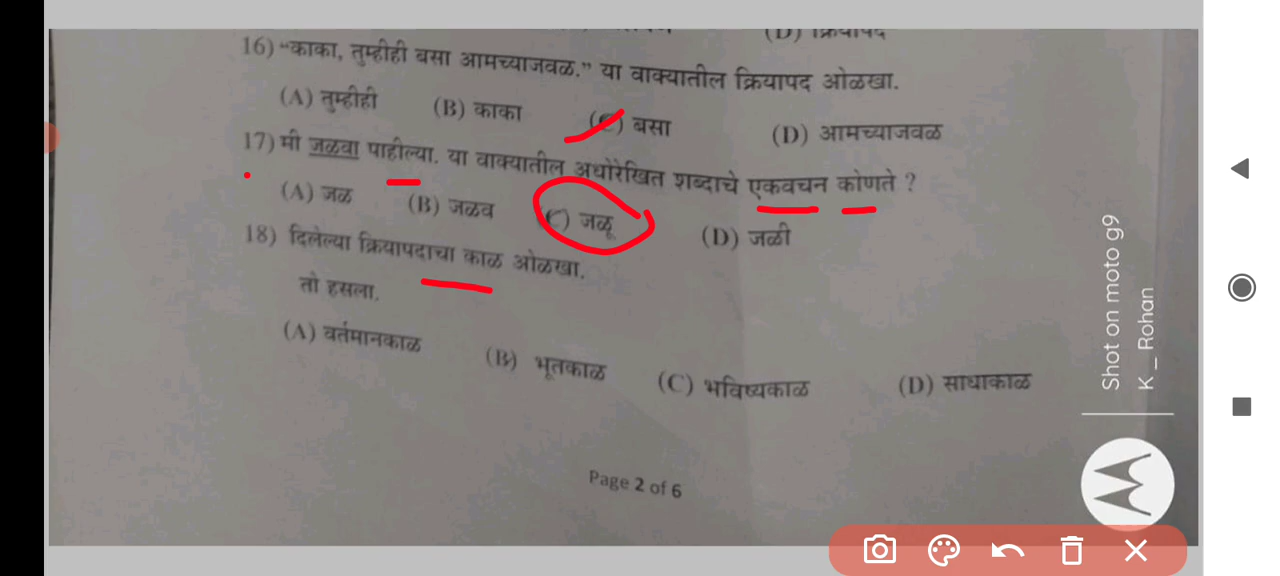 (D) क्रियापद
16) "काका, तुम्हीही बसा आमच्याजवळ." या वाक्यातील क्रियापद ओळखा.
(A) तुम्हीही (B) काका (C) बसा (D) आमच्याजवळ
17) मी जळवा पाहील्या. या वाक्यातील अधोरेखित शब्दाचे एकवचन कोणते ?
(A) जळ (B) जळव (C) जळू (D) जळी
18) दिलेल्या क्रियापदाचा काळ ओळखा.
तो हसला.
(A) वर्तमानकाळ (B) भूतकाळ (C) भविष्यकाळ (D) साधाकाळ
Page 2 of 6
Shot on moto g9
K _ Rohan